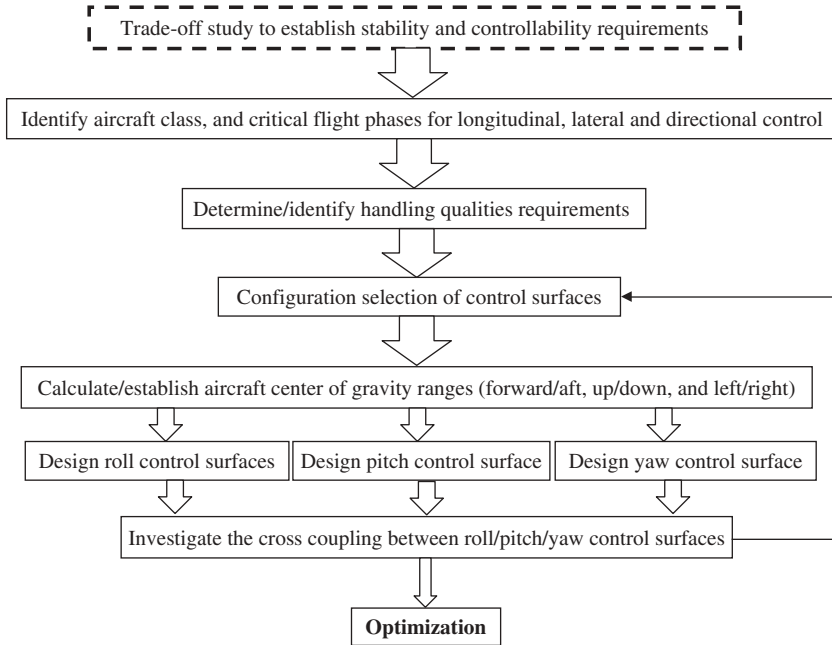 Trade-off study to establish stability and controllability requirements
Identify aircraft class, and critical flight phases for longitudinal, lateral and directional control
Determine/identify handling qualities requirements
Configuration selection of control surfaces
Calculate/establish aircraft center of gravity ranges (forward/aft, up/down, and left/right)
Design roll control surfaces
Design pitch control surface
Design yaw control surface
Investigate the cross coupling between roll/pitch/yaw control surfaces
Optimization